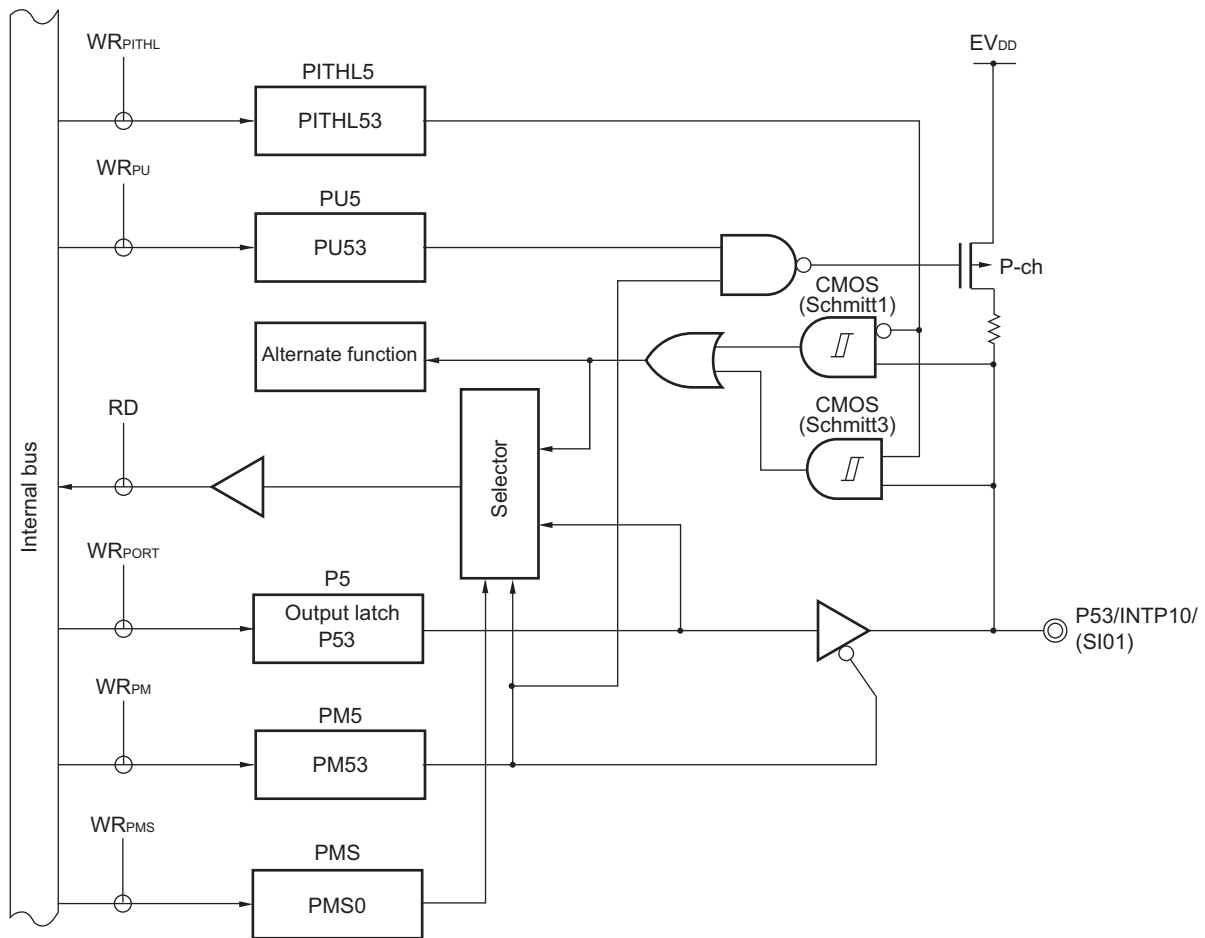 WRPITHL
EVDD
PITHL5
PITHL53
WRPU
PU5
PU53
P-ch
CMOS
(Schmitt1)
Alternate function
CMOS
(Schmitt3)
RD
Selector
Internal bus
WRPORT
P5
Output latch
P53
P53/INTP10/
(SI01)
WRPM
PM5
PM53
WRPMS
PMS
PMS0